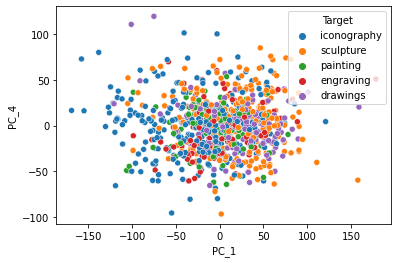 Target
iconography
sculpture
painting
engraving
drawings
PC_4
100
50
0
−50
−100
−150
−100
−50
0
50
100
150
PC_1